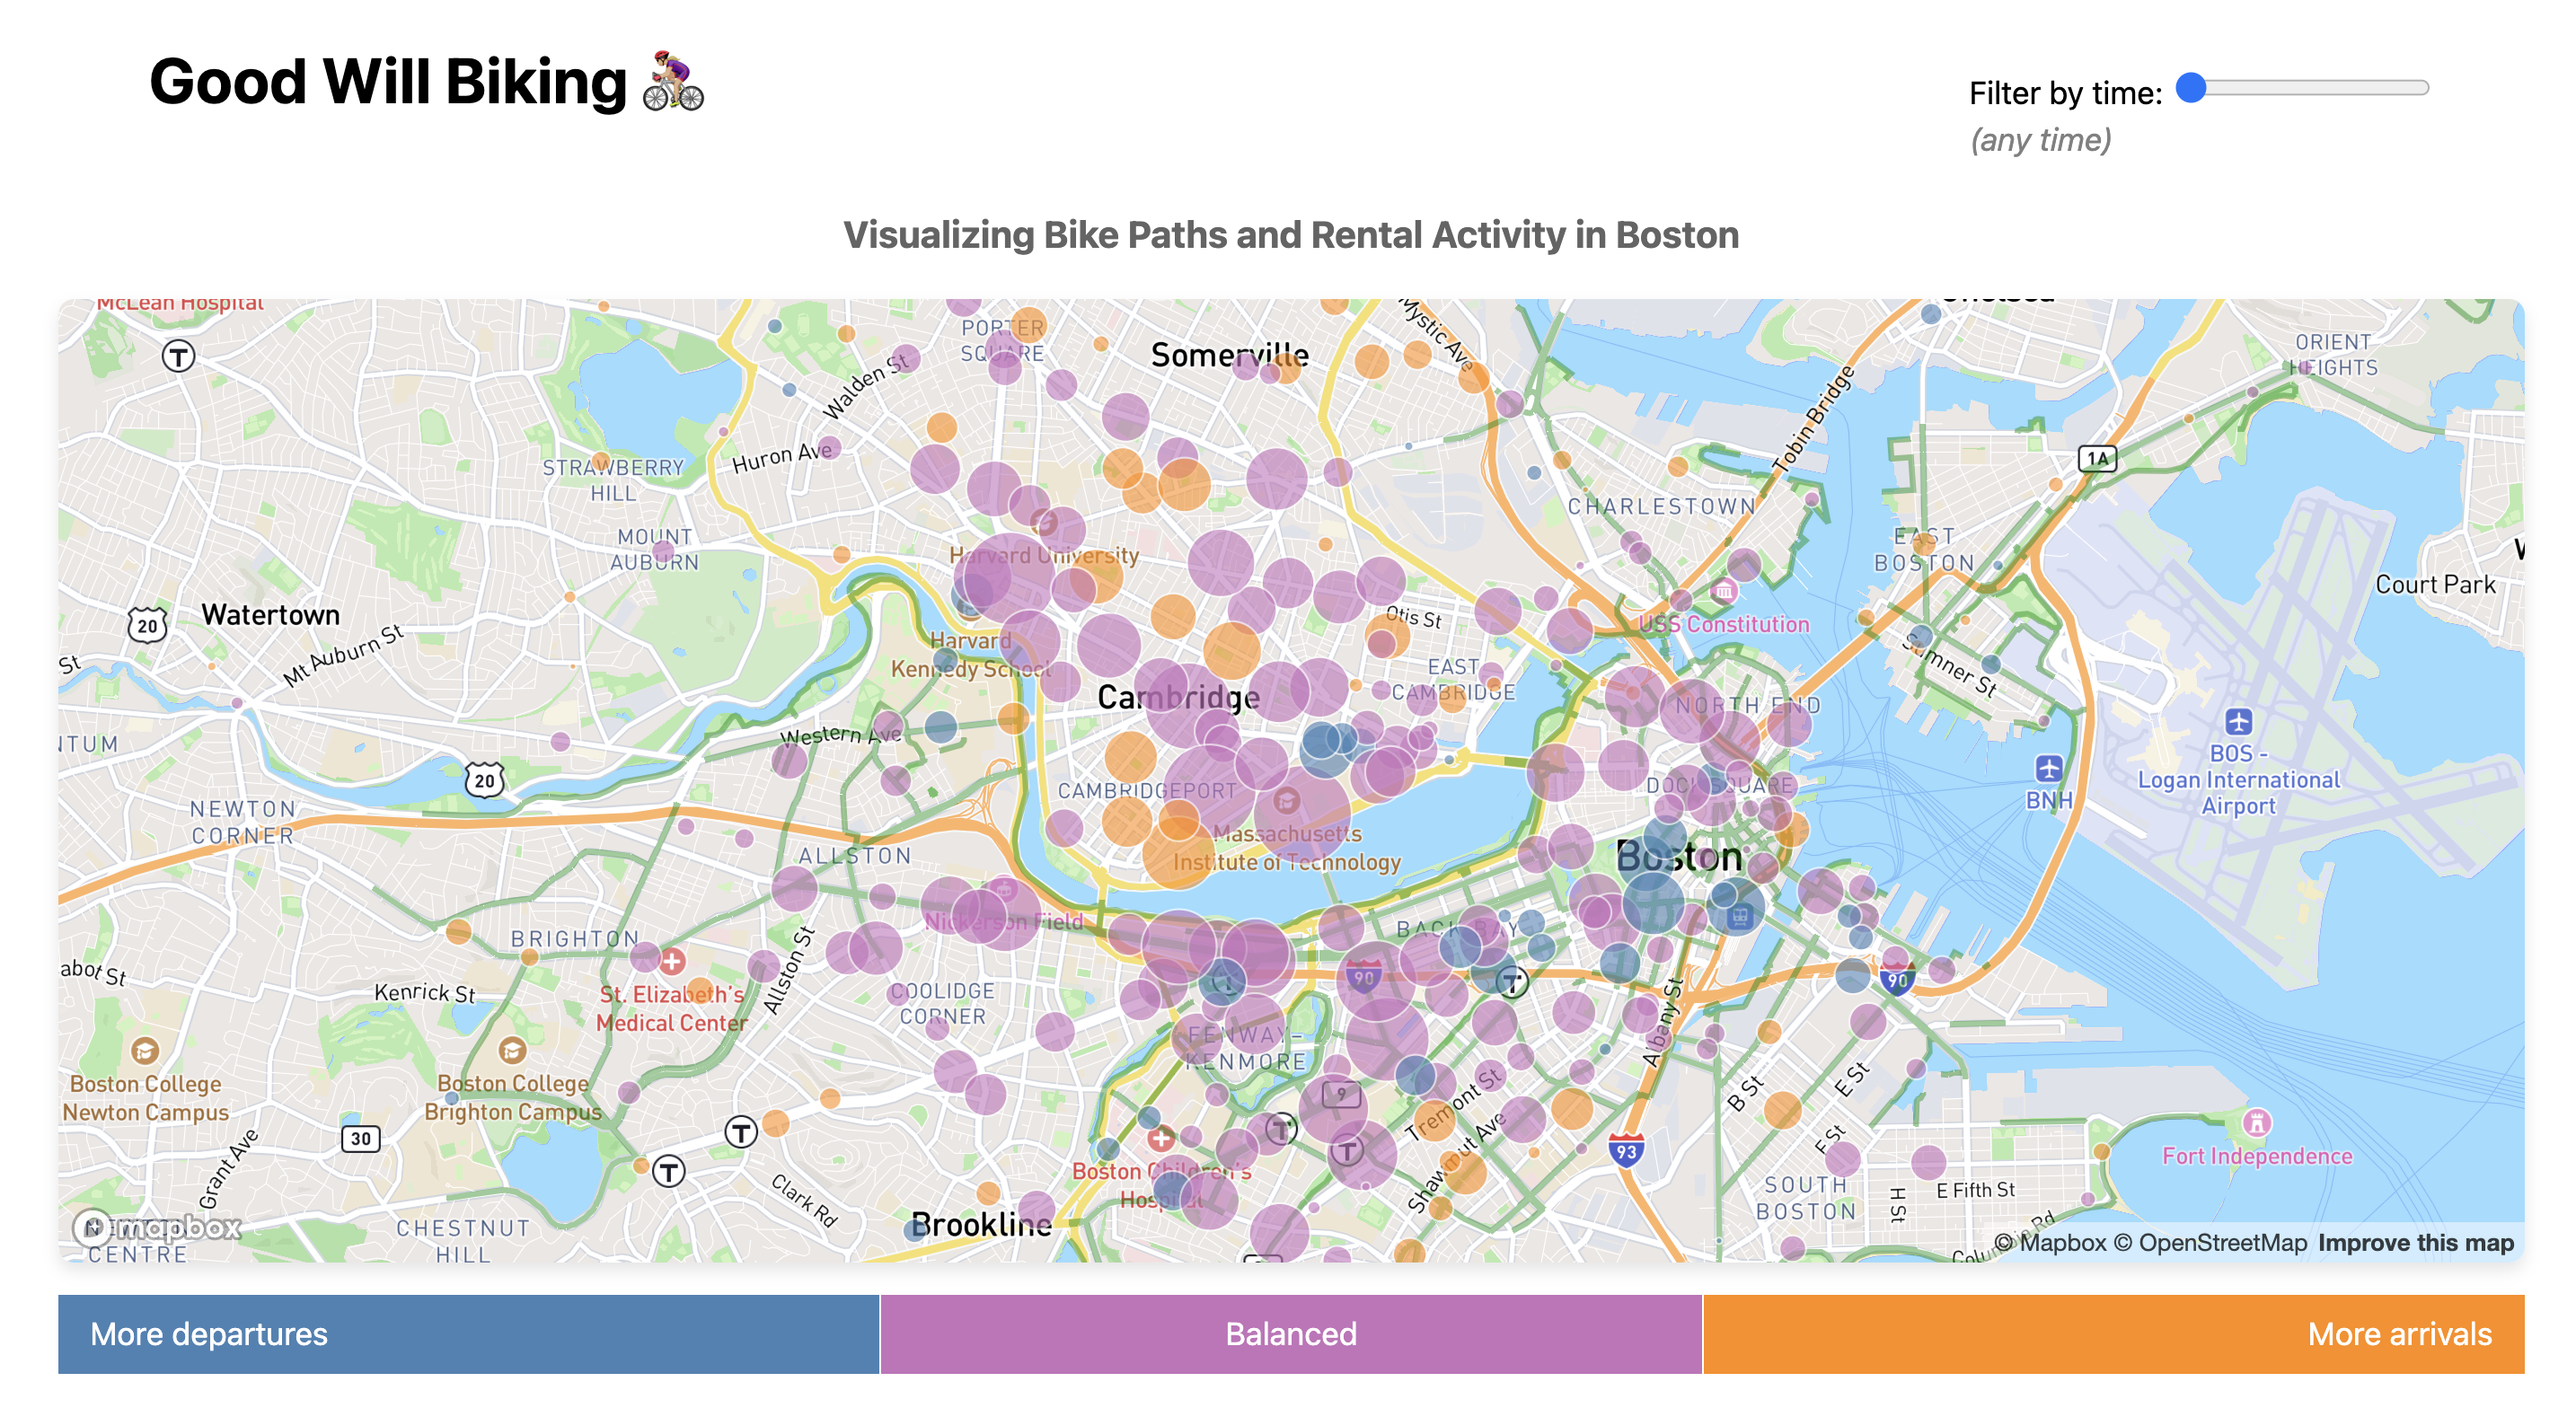 Good Will Biking
Filter by time:
(any time)
Visualizing Bike Paths and Rental Activity in Boston
McLean Hospital
Chelsea
PORTER
SQUARE
Somerville
Mystic Ave
ORIENT
HEIGHTS
Walden St
Tobin Bridge
Huron Ave
1A
STRAWBERRY
HILL
CHARLESTOWN
MOUNT
AUBURN
Harvard University
EAST
BOSTON
Court Park
20
Watertown
Mt Auburn St
St
Harvard
Kennedy School
Otis St
USS Constitution
Sumner St
EAST
CAMBRIDGE
Cambridge
NORTH END
NTUM
Western Ave
20
BOS -
Logan International
Airport
BNH
NEWTON
CORNER
CAMBRIDGEPORT
DOCK SQUARE
Massachusetts
Institute of Technology
ALLSTON
Boston
Nickerson Field
BACK BAY
BRIGHTON
abot St
Kenrick St
St. Elizabeth's
Medical Center
Allston St
COOLIDGE
CORNER
90
90
T
Albany St
FENWAY-
KENMORE
Boston College
Newton Campus
Boston College
Brighton Campus
9
Tremont St
B St
E St
30
T
T
T
T
T
Shawmut Ave
93
F St
Fort Independence
Grant Ave
Clark Rd
Boston Children's
Hospital
SOUTH
BOSTON
H St
E Fifth St
Columbia Rd
mapbox
NEWTON
CENTRE
CHESTNUT
HILL
Brookline
© Mapbox © OpenStreetMap Improve this map
More departures
Balanced
More arrivals